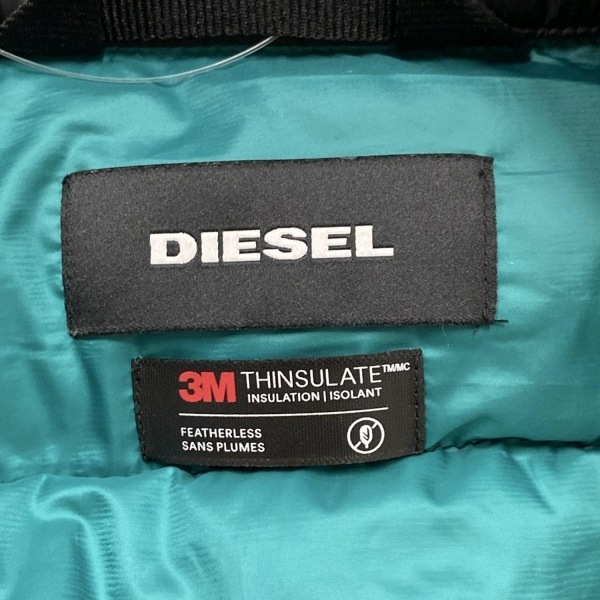 DIESEL
3M THINSULATE™/MC
INSULATION | ISOLANT
FEATHERLESS
SANS PLUMES